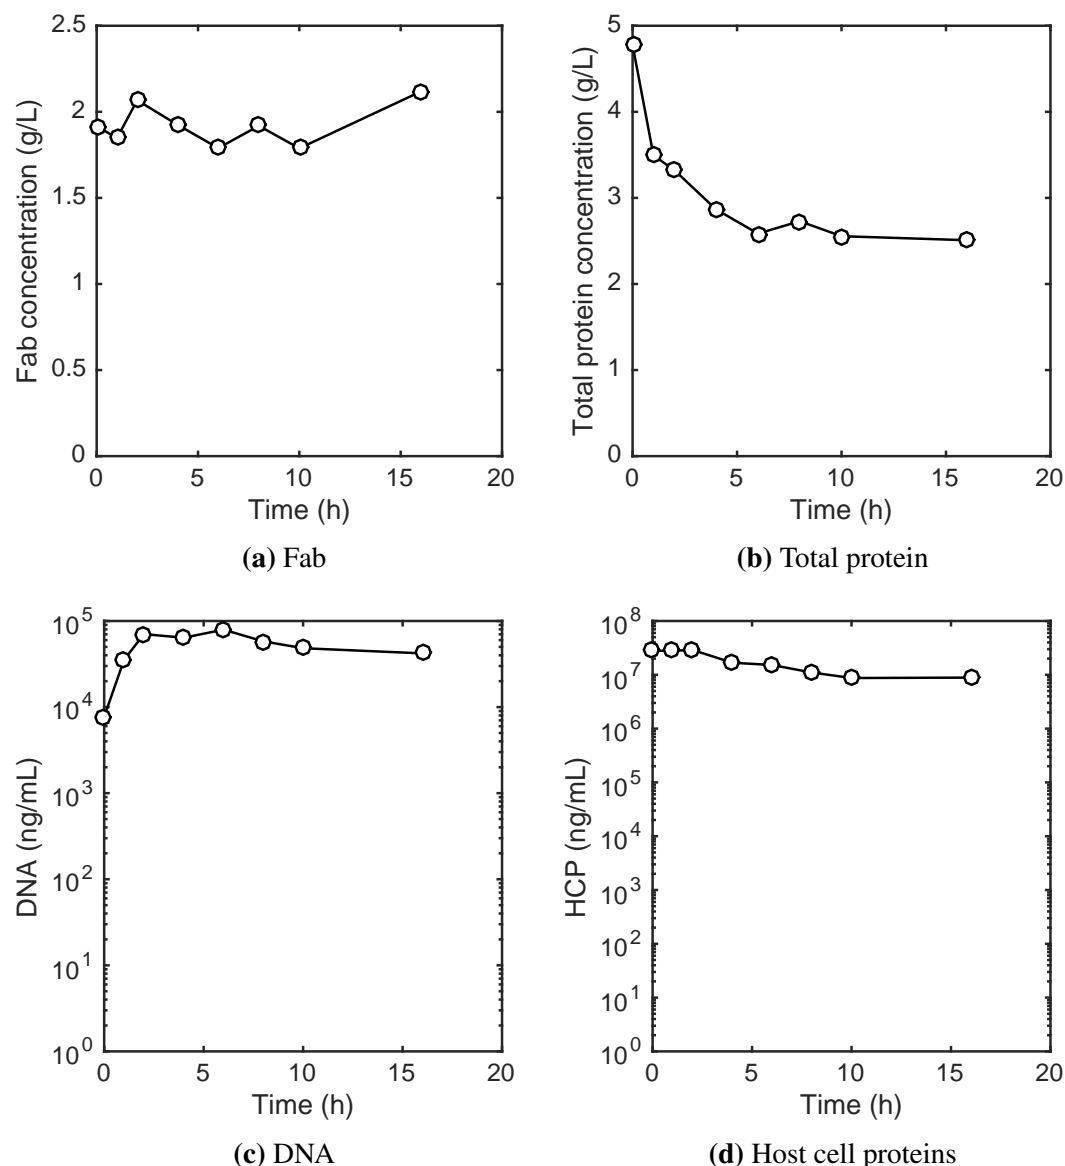 2.5
2
1.5
1
0.5
0
Fab concentration (g/L)
0 5 10 15 20
Time (h)
(a) Fab
5
4
3
2
1
0
Total protein concentration (g/L)
0 5 10 15 20
Time (h)
(b) Total protein
10^5
10^4
10^3
10^2
10^1
10^0
DNA (ng/mL)
0 5 10 15 20
Time (h)
(c) DNA
10^8
10^7
10^6
10^5
10^4
10^3
10^2
10^1
10^0
HCP (ng/mL)
0 5 10 15 20
Time (h)
(d) Host cell proteins